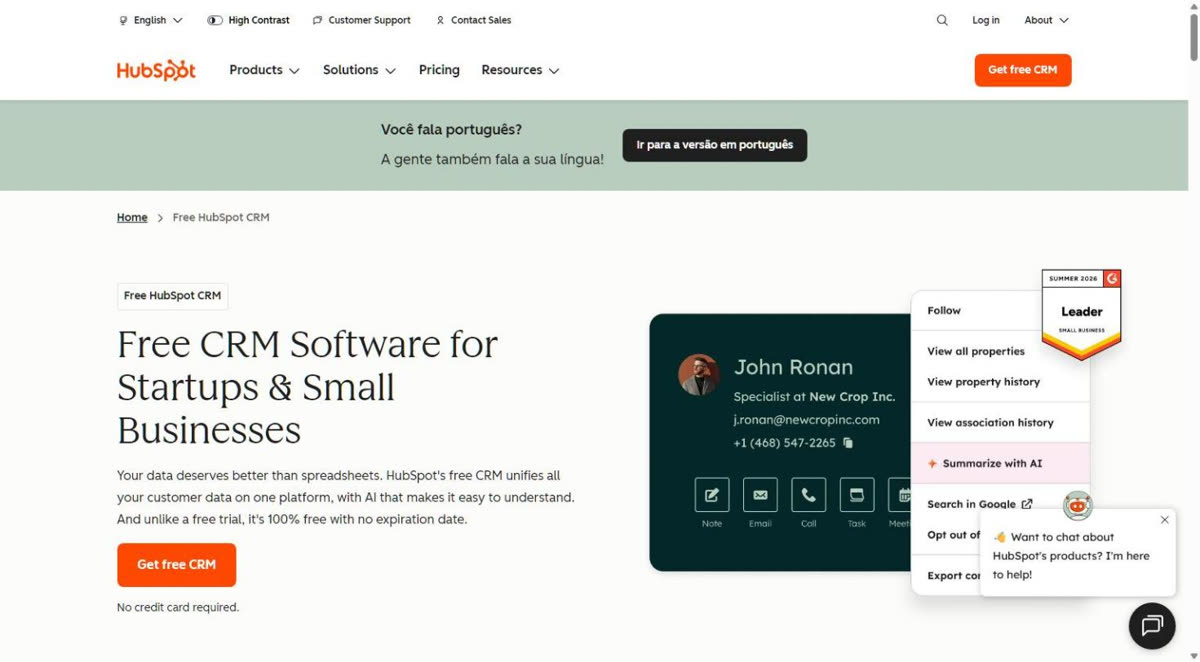 English
High Contrast
Customer Support
Contact Sales
Log in
About
HubSpot
Products
Solutions
Pricing
Resources
Get free CRM
Você fala português?
A gente também fala a sua língua!
Ir para a versão em português
Home
Free HubSpot CRM
Free HubSpot CRM
Free CRM Software for
Startups & Small
Businesses
Your data deserves better than spreadsheets. HubSpot's free CRM unifies all
your customer data on one platform, with AI that makes it easy to understand.
And unlike a free trial, it's 100% free with no expiration date.
Get free CRM
No credit card required.
John Ronan
Specialist at New Crop Inc.
j.ronan@newcropinc.com
+1 (468) 547-2265
Note
Email
Call
Task
Meeti
Follow
View all properties
View property history
View association history
Summarize with AI
Search in Google
Opt out of
Export con
SUMMER 2026
Leader
SMALL BUSINESS
👋 Want to chat about
HubSpot's products? I'm here
to help!